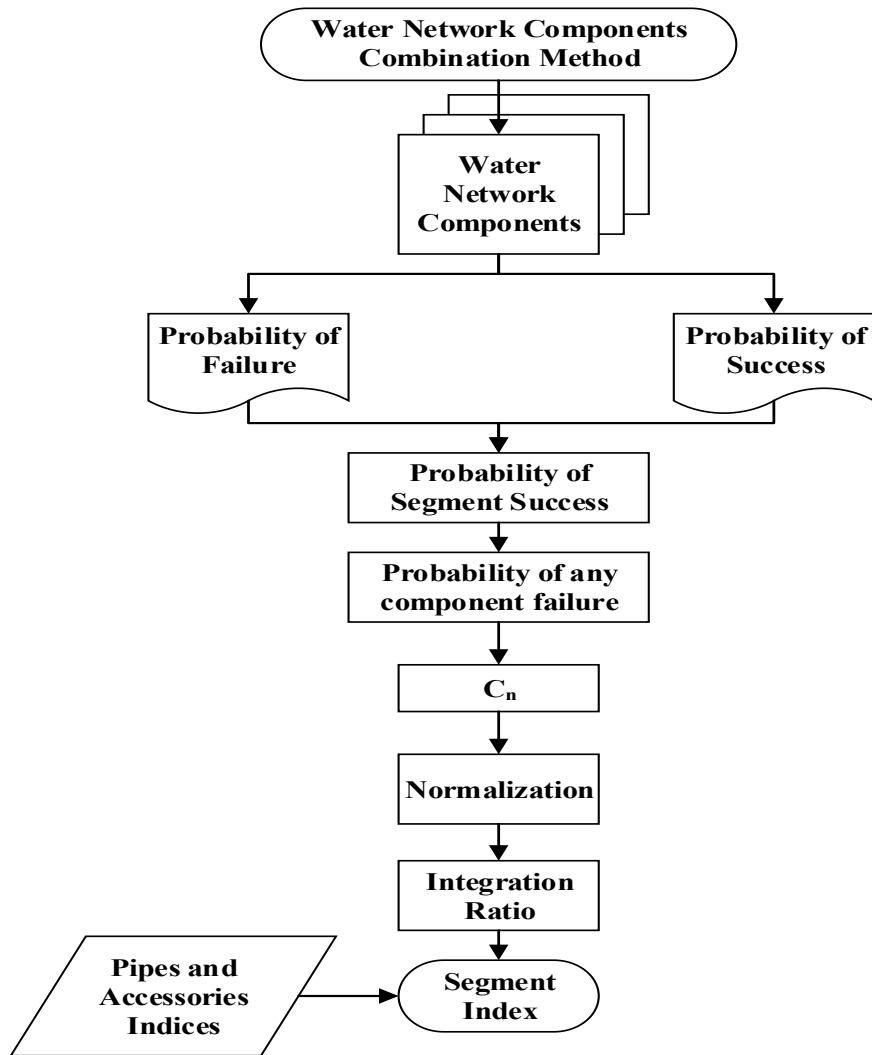 Water Network Components
Combination Method
Water
Network
Components
Probability of
Failure
Probability of
Success
Probability of
Segment Success
Probability of any
component failure
Cₙ
Normalization
Integration
Ratio
Pipes and
Accessories
Indices
Segment
Index